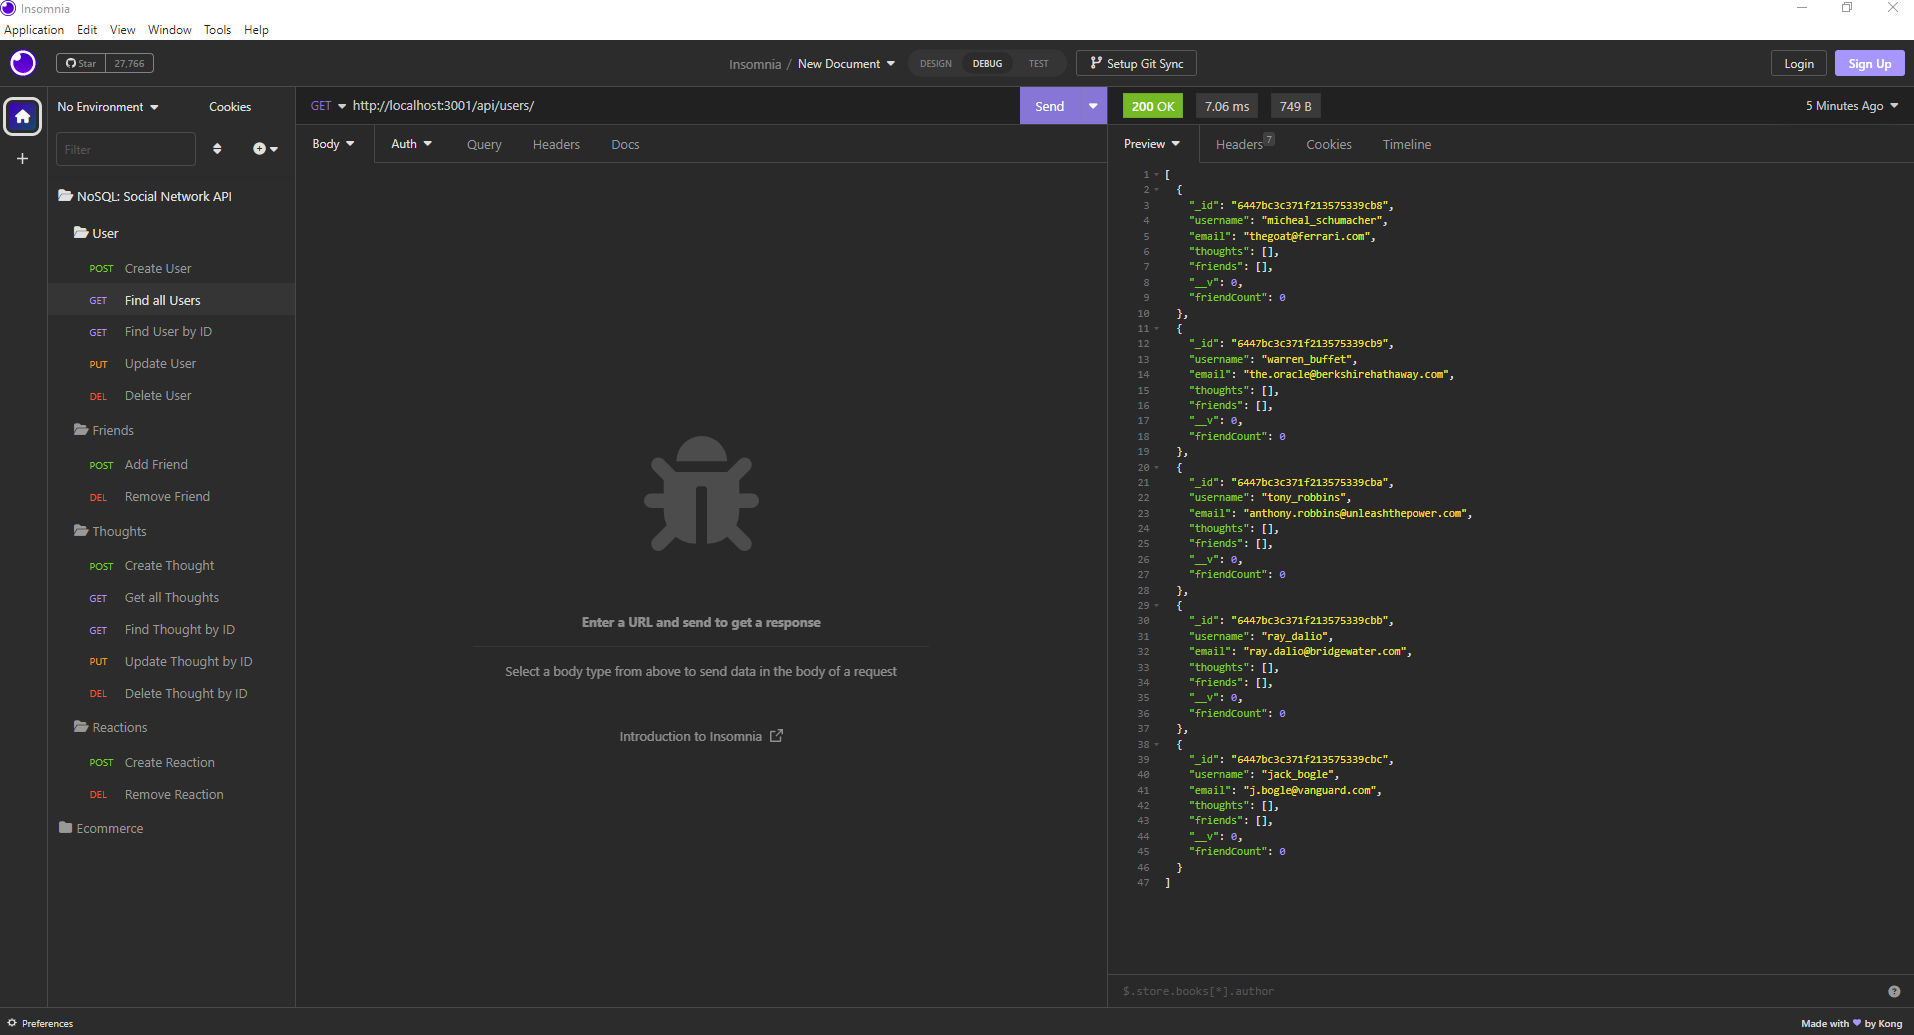 Insomnia
Application Edit View Window Tools Help
Star 27,766
Insomnia / New Document
DESIGN DEBUG TEST
Setup Git Sync
Login
Sign Up
No Environment
Cookies
Filter
NoSQL: Social Network API
User
POST Create User
GET Find all Users
GET Find User by ID
PUT Update User
DEL Delete User
Friends
POST Add Friend
DEL Remove Friend
Thoughts
POST Create Thought
GET Get all Thoughts
GET Find Thought by ID
PUT Update Thought by ID
DEL Delete Thought by ID
Reactions
POST Create Reaction
DEL Remove Reaction
Ecommerce
GET http://localhost:3001/api/users/
Send
Body Auth Query Headers Docs
Enter a URL and send to get a response
Select a body type from above to send data in the body of a request
Introduction to Insomnia
200 OK 7.06 ms 749 B
5 Minutes Ago
Preview Headers 7 Cookies Timeline
1 [
2 {
3 "_id": "6447bc3c371f213575339cb8",
4 "username": "micheal_schumacher",
5 "email": "thegoat@ferrari.com",
6 "thoughts": [],
7 "friends": [],
8 "__v": 0,
9 "friendCount": 0
10 },
11 {
12 "_id": "6447bc3c371f213575339cb9",
13 "username": "warren_buffet",
14 "email": "the.oracle@berkshirehathaway.com",
15 "thoughts": [],
16 "friends": [],
17 "__v": 0,
18 "friendCount": 0
19 },
20 {
21 "_id": "6447bc3c371f213575339cba",
22 "username": "tony_robbins",
23 "email": "anthony.robbins@unleashthepower.com",
24 "thoughts": [],
25 "friends": [],
26 "__v": 0,
27 "friendCount": 0
28 },
29 {
30 "_id": "6447bc3c371f213575339cbb",
31 "username": "ray_dalio",
32 "email": "ray.dalio@bridgewater.com",
33 "thoughts": [],
34 "friends": [],
35 "__v": 0,
36 "friendCount": 0
37 },
38 {
39 "_id": "6447bc3c371f213575339cbc",
40 "username": "jack_bogle",
41 "email": "j.bogle@vanguard.com",
42 "thoughts": [],
43 "friends": [],
44 "__v": 0,
45 "friendCount": 0
46 }
47 ]
$.store.books[*].author
Preferences
Made with ♥ by Kong